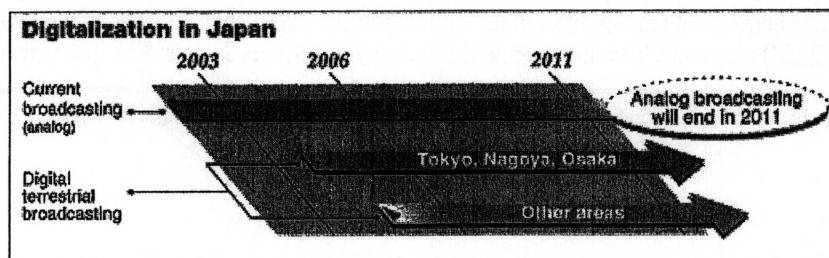 Digitalization in Japan
2003
2006
2011
Current
broadcasting
(analog)
Analog broadcasting
will end in 2011
Tokyo, Nagoya, Osaka
Digital
terrestrial
broadcasting
Other areas